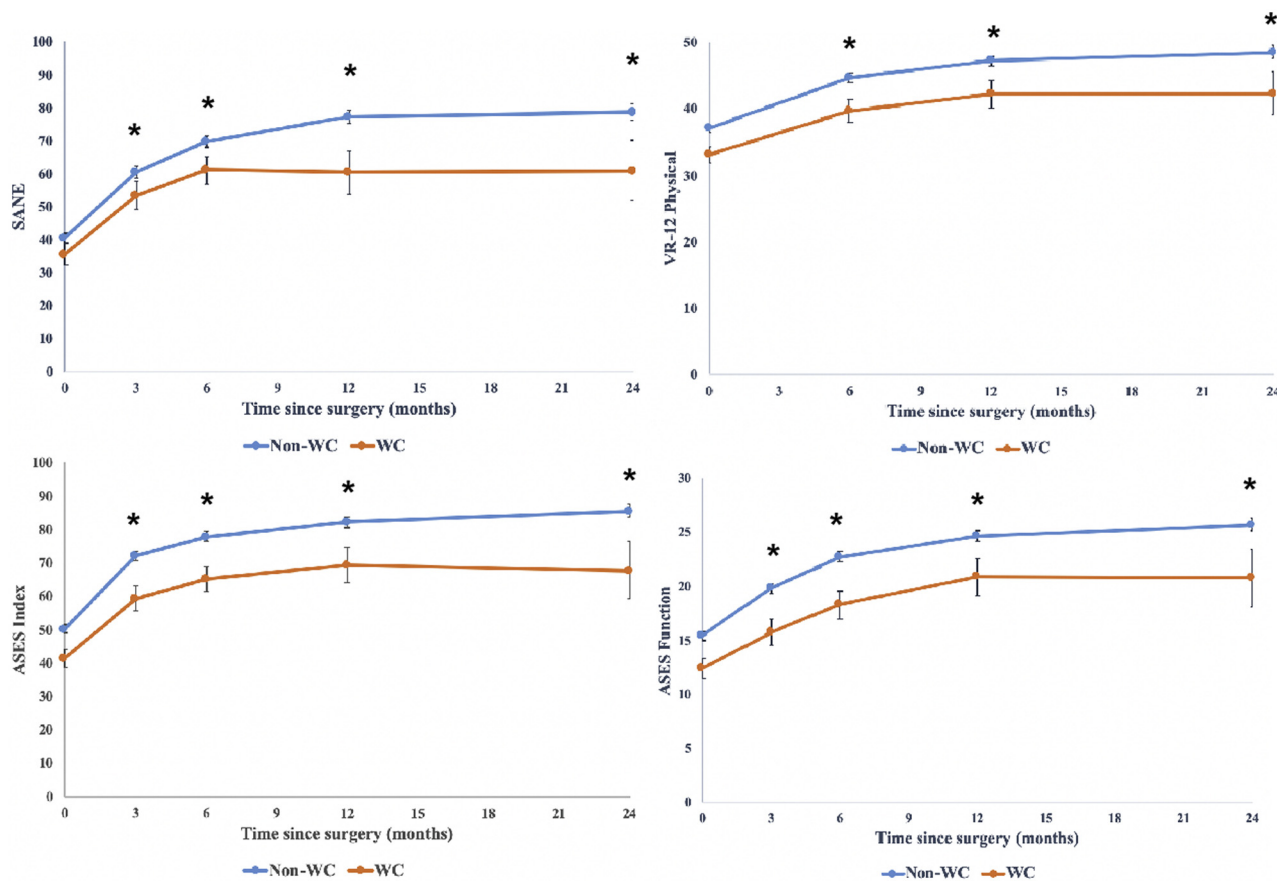 * * * *
SANE
100
90
80
70
60
50
40
30
20
10
0
0 3 6 9 12 15 18 21 24
Time since surgery (months)
Non-WC WC
* * *
VR-12 Physical
50
40
30
20
10
0
0 3 6 9 12 15 18 21 24
Time since surgery (months)
Non-WC WC
* * * *
ASES Index
100
90
80
70
60
50
40
30
20
10
0
0 3 6 9 12 15 18 21 24
Time since surgery (months)
Non-WC WC
* * * *
ASES Function
30
25
20
15
10
5
0
0 3 6 9 12 15 18 21 24
Time since surgery (months)
Non-WC WC